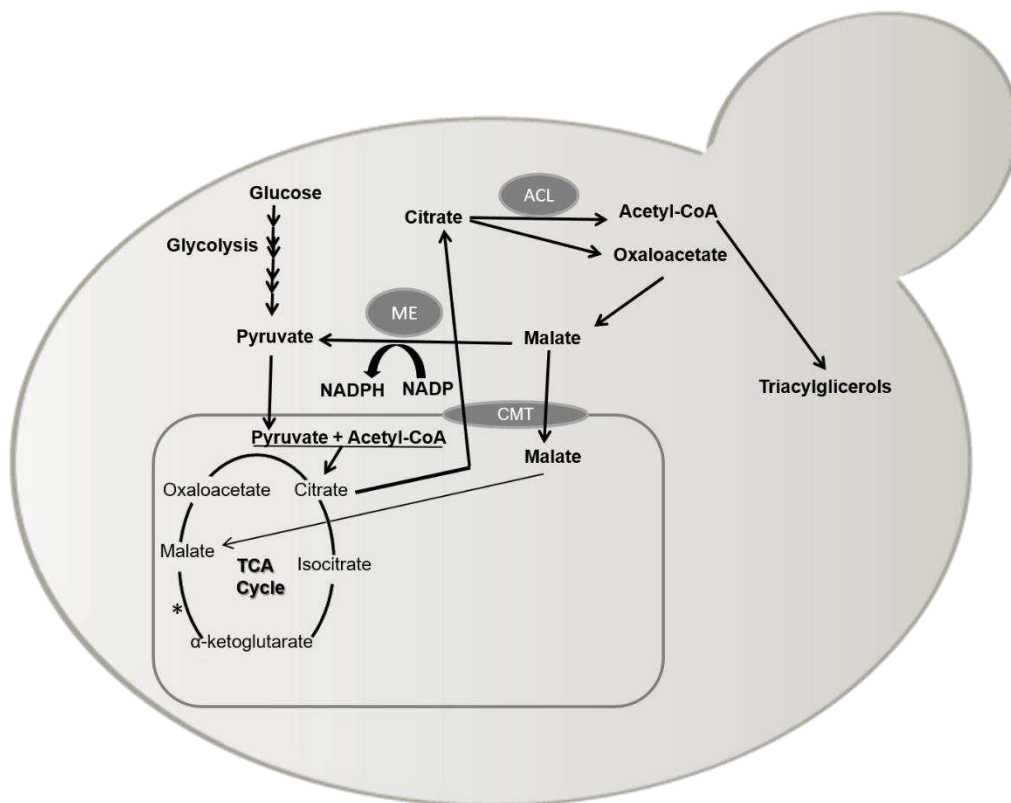 Glucose
ACL
Citrate
Acetyl-CoA
Glycolysis
Oxaloacetate
ME
Pyruvate
Malate
NADPH
NADP
Triacylglicerols
CMT
Pyruvate + Acetyl-CoA
Malate
Oxaloacetate
Citrate
Malate
TCA
Cycle
Isocitrate
*
α-ketoglutarate